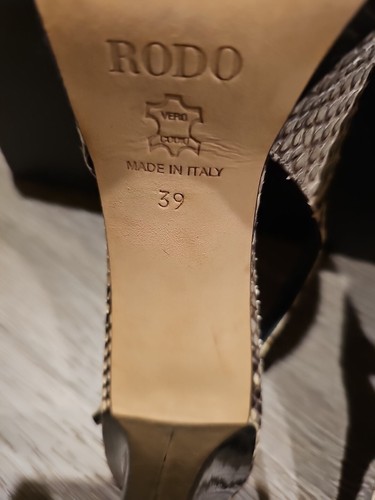 RODO
VERO
CUOIO
MADE IN ITALY
39